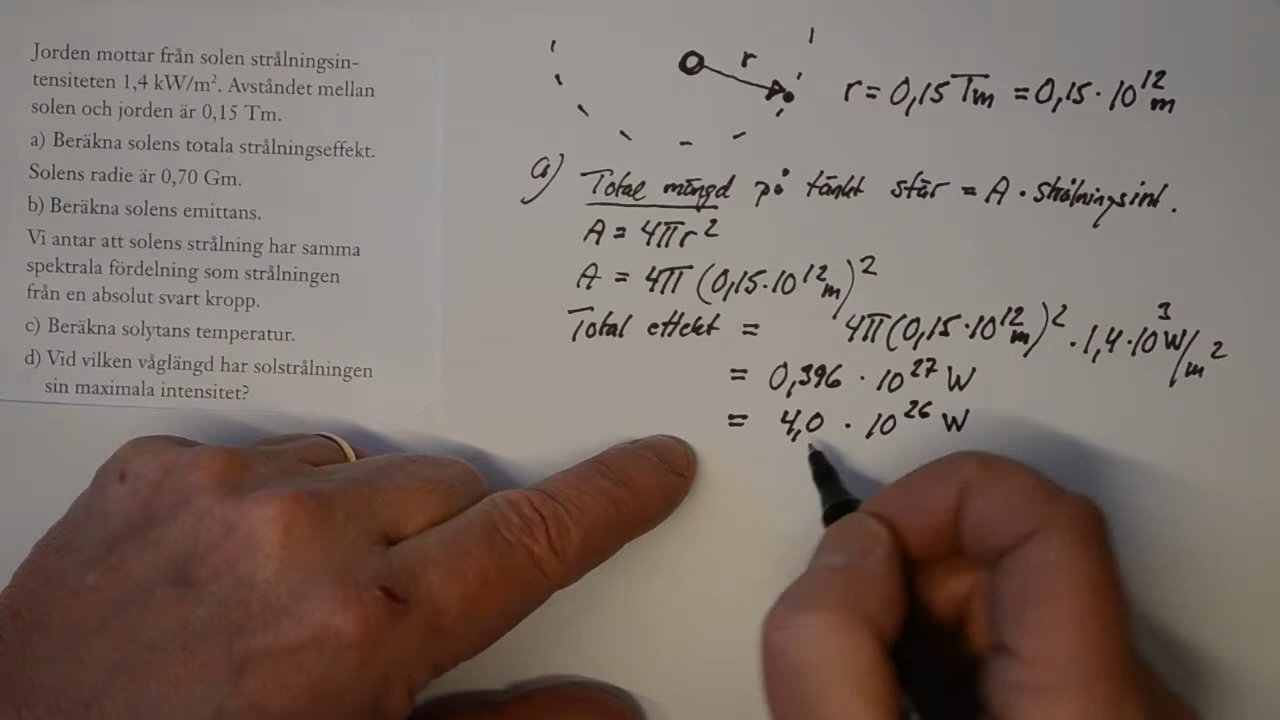 Jorden mottar från solen strålningsin-
tensiteten 1,4 kW/m². Avståndet mellan
solen och jorden är 0,15 Tm.
a) Beräkna solens totala strålningseffekt.
Solens radie är 0,70 Gm.
b) Beräkna solens emittans.
Vi antar att solens strålning har samma
spektrala fördelning som strålningen
från en absolut svart kropp.
c) Beräkna solytans temperatur.
d) Vid vilken våglängd har solstrålningen
sin maximala intensitet?
r
r = 0,15 Tm = 0,15 · 10¹² m
a) Total mängd på tänkt sfär = A · strålningsint.
A = 4πr²
A = 4π(0,15·10¹² m)²
Total effekt = 4π(0,15·10¹² m)² · 1,4·10³ W/m²
= 0,396 · 10²⁷ W
= 4,0 · 10²⁶ W